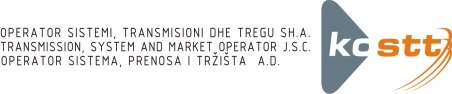 OPERATOR SISTEMI, TRANSMISIONI DHE TREGU SH.A.
TRANSMISSION, SYSTEM AND MARKET OPERATOR J.S.C.
OPERATOR SISTEMA, PRENOSA I TRŽIŠTA A.D.
kostt